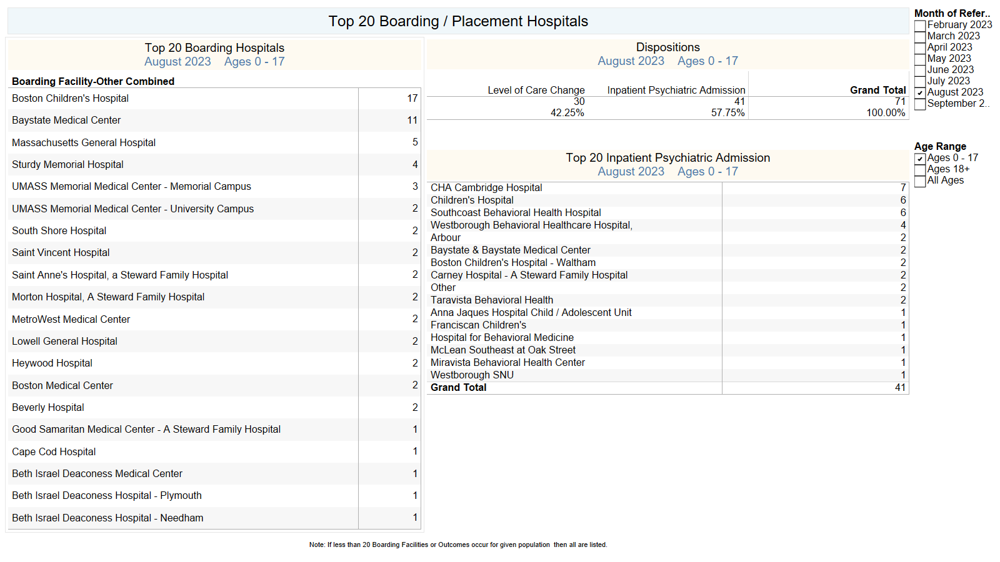 Top 20 Boarding / Placement Hospitals
Top 20 Boarding Hospitals
August 2023 Ages 0 - 17
Boarding Facility-Other Combined
Boston Children's Hospital 17
Baystate Medical Center 11
Massachusetts General Hospital 5
Sturdy Memorial Hospital 4
UMASS Memorial Medical Center - Memorial Campus 3
UMASS Memorial Medical Center - University Campus 2
South Shore Hospital 2
Saint Vincent Hospital 2
Saint Anne's Hospital, a Steward Family Hospital 2
Morton Hospital, A Steward Family Hospital 2
MetroWest Medical Center 2
Lowell General Hospital 2
Heywood Hospital 2
Boston Medical Center 2
Beverly Hospital 2
Good Samaritan Medical Center - A Steward Family Hospital 1
Cape Cod Hospital 1
Beth Israel Deaconess Medical Center 1
Beth Israel Deaconess Hospital - Plymouth 1
Beth Israel Deaconess Hospital - Needham 1
Dispositions
August 2023 Ages 0 - 17
Level of Care Change Inpatient Psychiatric Admission Grand Total
30 41 71
42.25% 57.75% 100.00%
Top 20 Inpatient Psychiatric Admission
August 2023 Ages 0 - 17
CHA Cambridge Hospital 7
Children's Hospital 6
Southcoast Behavioral Health Hospital 6
Westborough Behavioral Healthcare Hospital, 4
Arbour 2
Baystate & Baystate Medical Center 2
Boston Children's Hospital - Waltham 2
Carney Hospital - A Steward Family Hospital 2
Other 2
Taravista Behavioral Health 2
Anna Jaques Hospital Child / Adolescent Unit 1
Franciscan Children's 1
Hospital for Behavioral Medicine 1
McLean Southeast at Oak Street 1
Miravista Behavioral Health Center 1
Westborough SNU 1
Grand Total 41
Month of Refer..
February 2023
March 2023
April 2023
May 2023
June 2023
July 2023
August 2023
September 2..
Age Range
Ages 0 - 17
Ages 18+
All Ages
Note: If less than 20 Boarding Facilities or Outcomes occur for given population then all are listed.